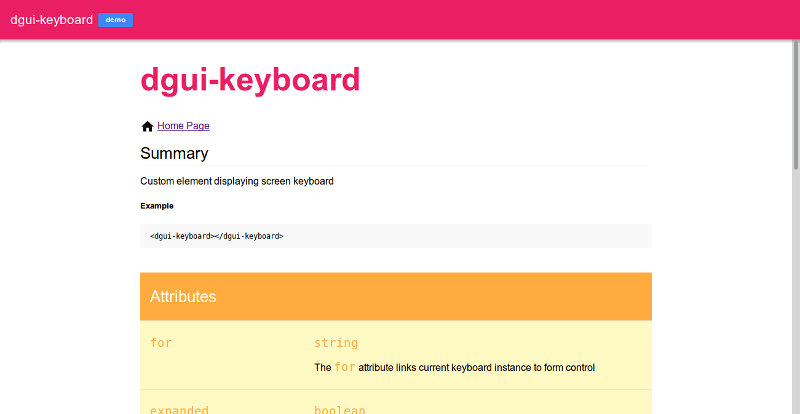 dgui-keyboard demo
dgui-keyboard
Home Page
Summary
Custom element displaying screen keyboard
Example
<dgui-keyboard></dgui-keyboard>
Attributes
for string
The for attribute links current keyboard instance to form control
expanded boolean